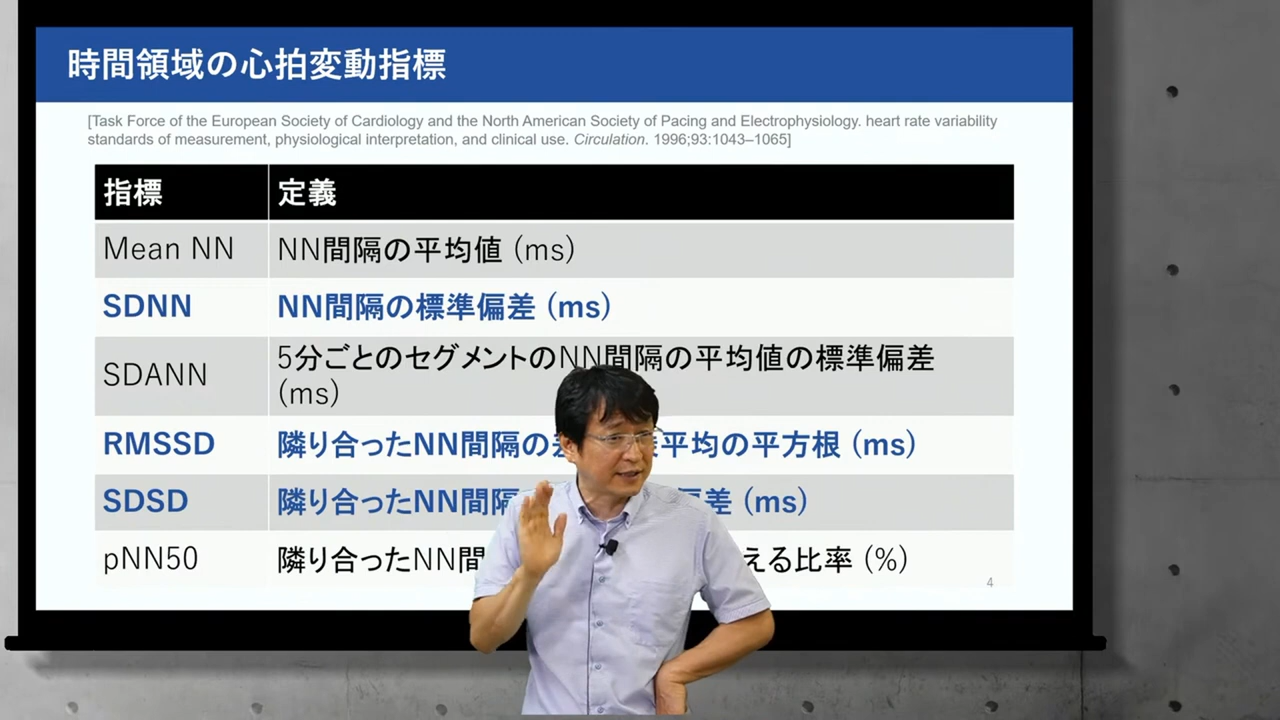 時間領域の心拍変動指標
[Task Force of the European Society of Cardiology and the North American Society of Pacing and Electrophysiology. heart rate variability
standards of measurement, physiological interpretation, and clinical use. Circulation. 1996;93:1043–1065]
指標 定義
Mean NN NN間隔の平均値 (ms)
SDNN NN間隔の標準偏差 (ms)
SDANN 5分ごとのセグメントのNN間隔の平均値の標準偏差
(ms)
RMSSD 隣り合ったNN間隔の 平均の平方根 (ms)
SDSD 隣り合ったNN間隔 偏差 (ms)
pNN50 隣り合ったNN間 える比率 (%)
4